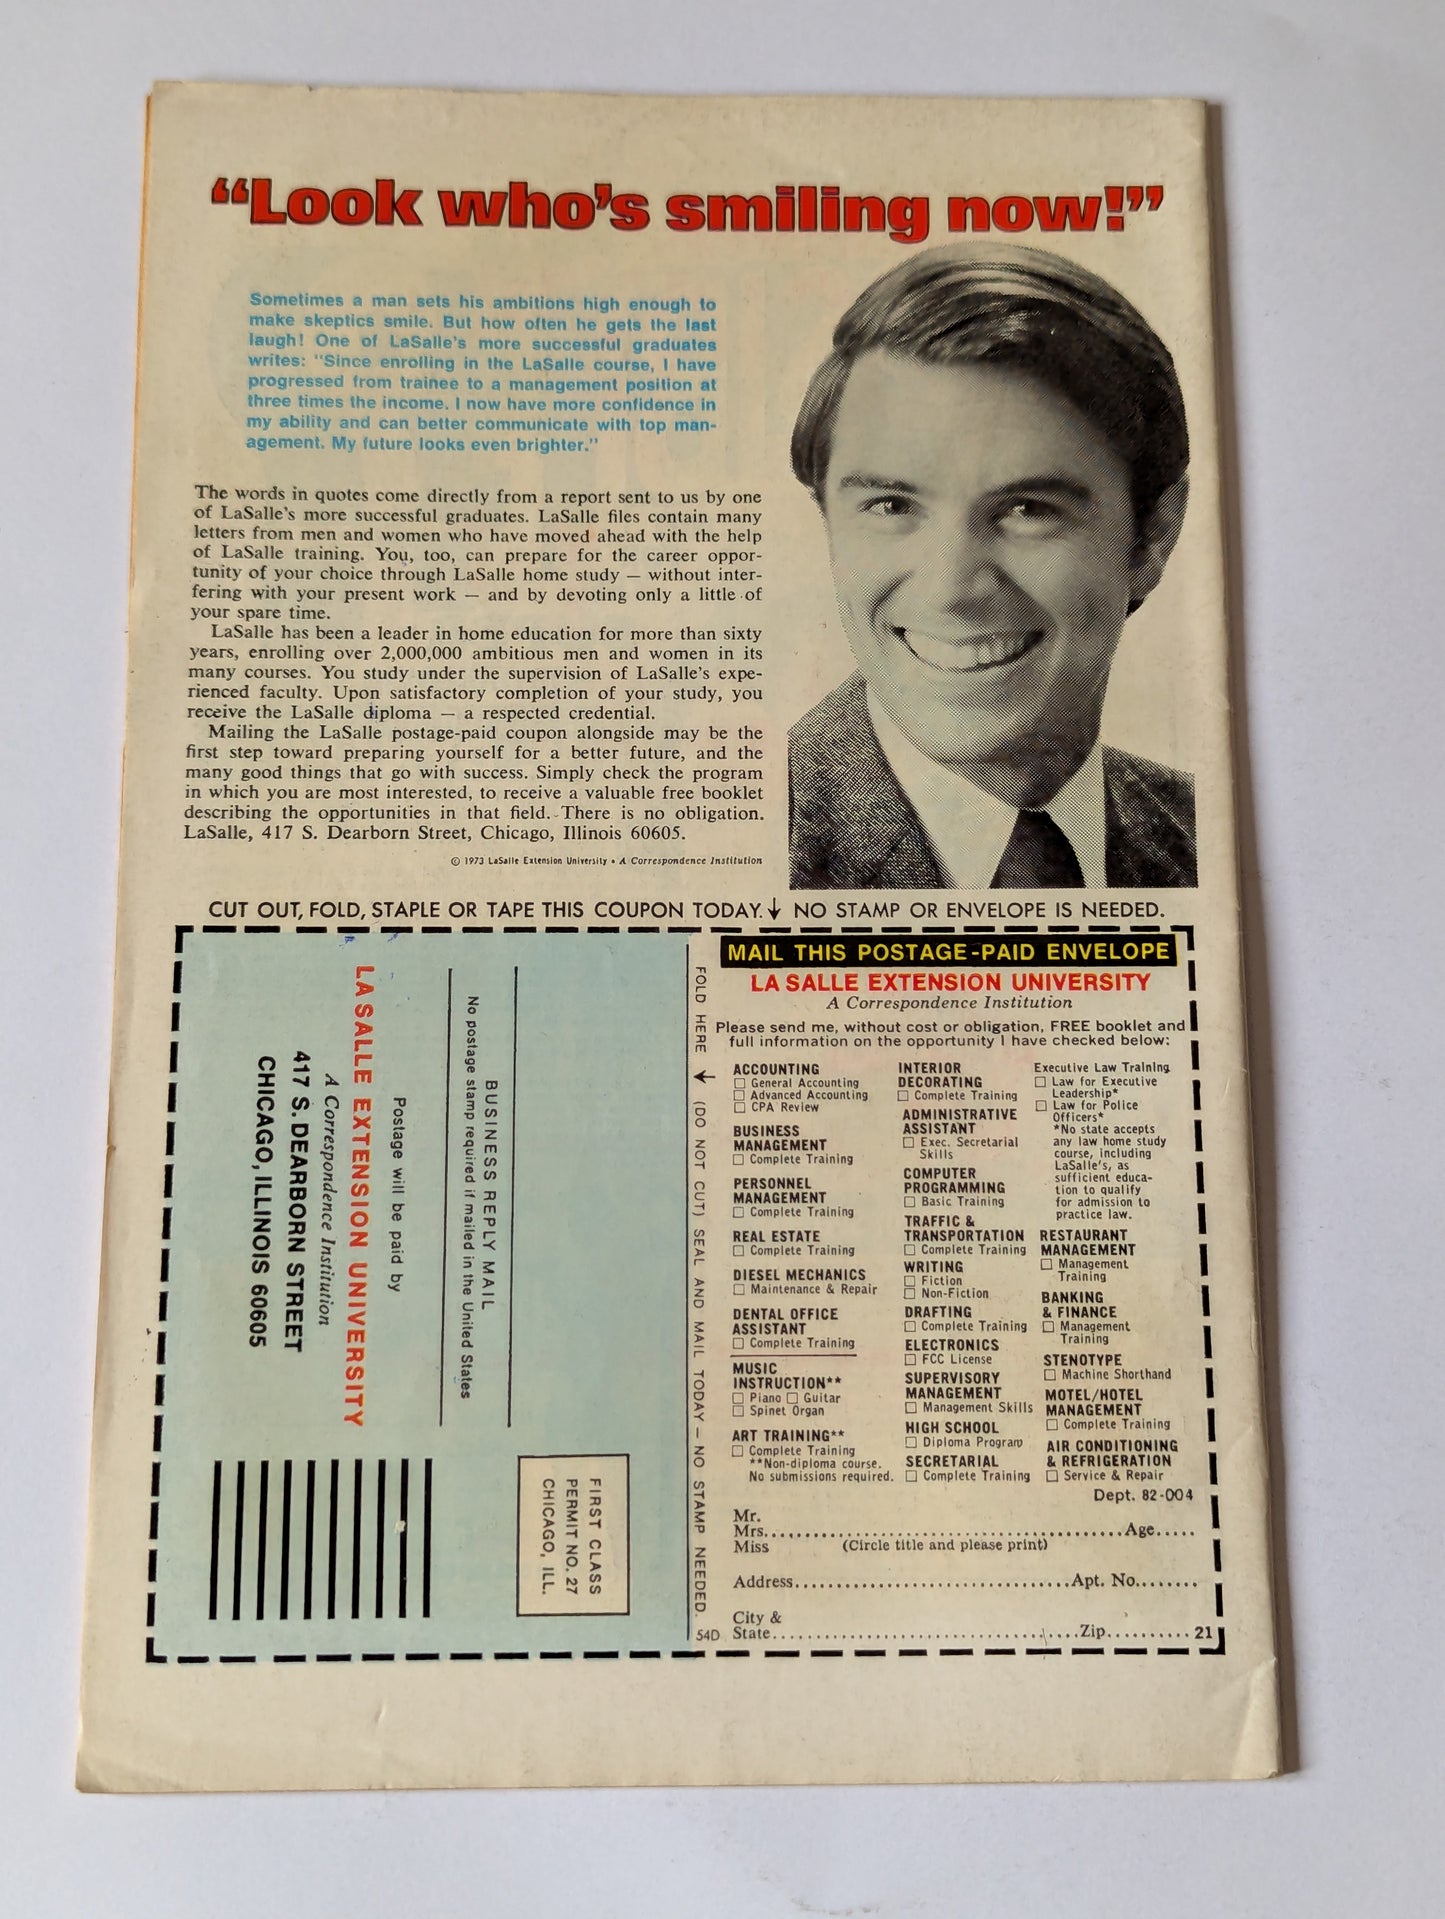 “Look who’s smiling now!”
Sometimes a man sets his ambitions high enough to
make skeptics smile. But how often he gets the last
laugh! One of LaSalle's more successful graduates
writes: "Since enrolling in the LaSalle course, I have
progressed from trainee to a management position at
three times the income. I now have more confidence in
my ability and can better communicate with top man-
agement. My future looks even brighter."
The words in quotes come directly from a report sent to us by one
of LaSalle's more successful graduates. LaSalle files contain many
letters from men and women who have moved ahead with the help
of LaSalle training. You, too, can prepare for the career oppor-
tunity of your choice through LaSalle home study — without inter-
fering with your present work — and by devoting only a little of
your spare time.
LaSalle has been a leader in home education for more than sixty
years, enrolling over 2,000,000 ambitious men and women in its
many courses. You study under the supervision of LaSalle's expe-
rienced faculty. Upon satisfactory completion of your study, you
receive the LaSalle diploma — a respected credential.
Mailing the LaSalle postage-paid coupon alongside may be the
first step toward preparing yourself for a better future, and the
many good things that go with success. Simply check the program
in which you are most interested, to receive a valuable free booklet
describing the opportunities in that field. There is no obligation.
LaSalle, 417 S. Dearborn Street, Chicago, Illinois 60605.
© 1973 LaSalle Extension University • A Correspondence Institution
CUT OUT, FOLD, STAPLE OR TAPE THIS COUPON TODAY. ↓ NO STAMP OR ENVELOPE IS NEEDED.
FIRST CLASS
PERMIT NO. 27
CHICAGO, ILL.
BUSINESS REPLY MAIL
No postage stamp required if mailed in the United States
Postage will be paid by
LA SALLE EXTENSION UNIVERSITY
A Correspondence Institution
417 S. DEARBORN STREET
CHICAGO, ILLINOIS 60605
FOLD HERE ↓ (DO NOT CUT) SEAL AND MAIL TODAY — NO STAMP NEEDED.
54D
MAIL THIS POSTAGE-PAID ENVELOPE
LA SALLE EXTENSION UNIVERSITY
A Correspondence Institution
Please send me, without cost or obligation, FREE booklet and
full information on the opportunity I have checked below:
ACCOUNTING
☐ General Accounting
☐ Advanced Accounting
☐ CPA Review
BUSINESS
MANAGEMENT
☐ Complete Training
PERSONNEL
MANAGEMENT
☐ Complete Training
REAL ESTATE
☐ Complete Training
DIESEL MECHANICS
☐ Maintenance & Repair
DENTAL OFFICE
ASSISTANT
☐ Complete Training
MUSIC
INSTRUCTION**
☐ Piano ☐ Guitar
☐ Spinet Organ
ART TRAINING**
☐ Complete Training
**Non-diploma course.
No submissions required.
INTERIOR
DECORATING
☐ Complete Training
ADMINISTRATIVE
ASSISTANT
☐ Exec. Secretarial
Skills
COMPUTER
PROGRAMMING
☐ Basic Training
TRAFFIC &
TRANSPORTATION
☐ Complete Training
WRITING
☐ Fiction
☐ Non-Fiction
DRAFTING
☐ Complete Training
ELECTRONICS
☐ FCC License
SUPERVISORY
MANAGEMENT
☐ Management Skills
HIGH SCHOOL
☐ Diploma Program
SECRETARIAL
☐ Complete Training
Executive Law Training
☐ Law for Executive
Leadership*
☐ Law for Police
Officers*
*No state accepts
any law home study
course, including
LaSalle's, as
sufficient educa-
tion to qualify
for admission to
practice law.
RESTAURANT
MANAGEMENT
☐ Management
Training
BANKING
& FINANCE
☐ Management
Training
STENOTYPE
☐ Machine Shorthand
MOTEL/HOTEL
MANAGEMENT
☐ Complete Training
AIR CONDITIONING
& REFRIGERATION
☐ Service & Repair
Dept. 82-004
Mr.
Mrs.......................................Age.....
Miss (Circle title and please print)
Address..............................Apt. No........
City &
State..................................Zip.......... 21